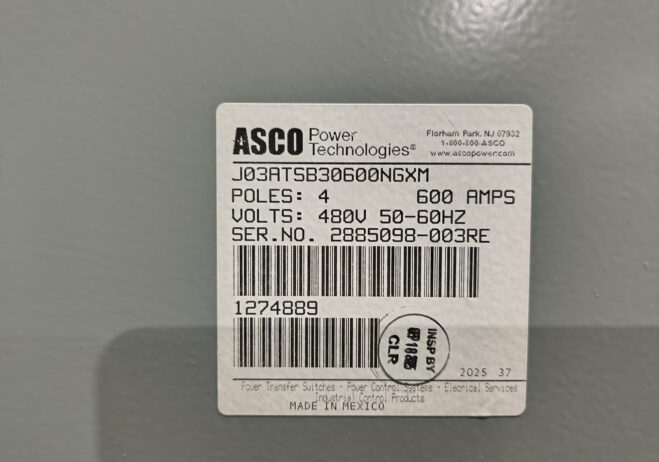 ASCO Power Technologies®
Florham Park, NJ 07932
1-800-800-ASCO
www.ascopower.com
J03ATSB30600NGXM
POLES: 4 600 AMPS
VOLTS: 480V 50-60HZ
SER.NO. 2885098-003RE
1274889
INSP BY
CLR
2025 37
Power Transfer Switches - Power Control Systems - Electrical Services
Industrial Control Products
MADE IN MEXICO